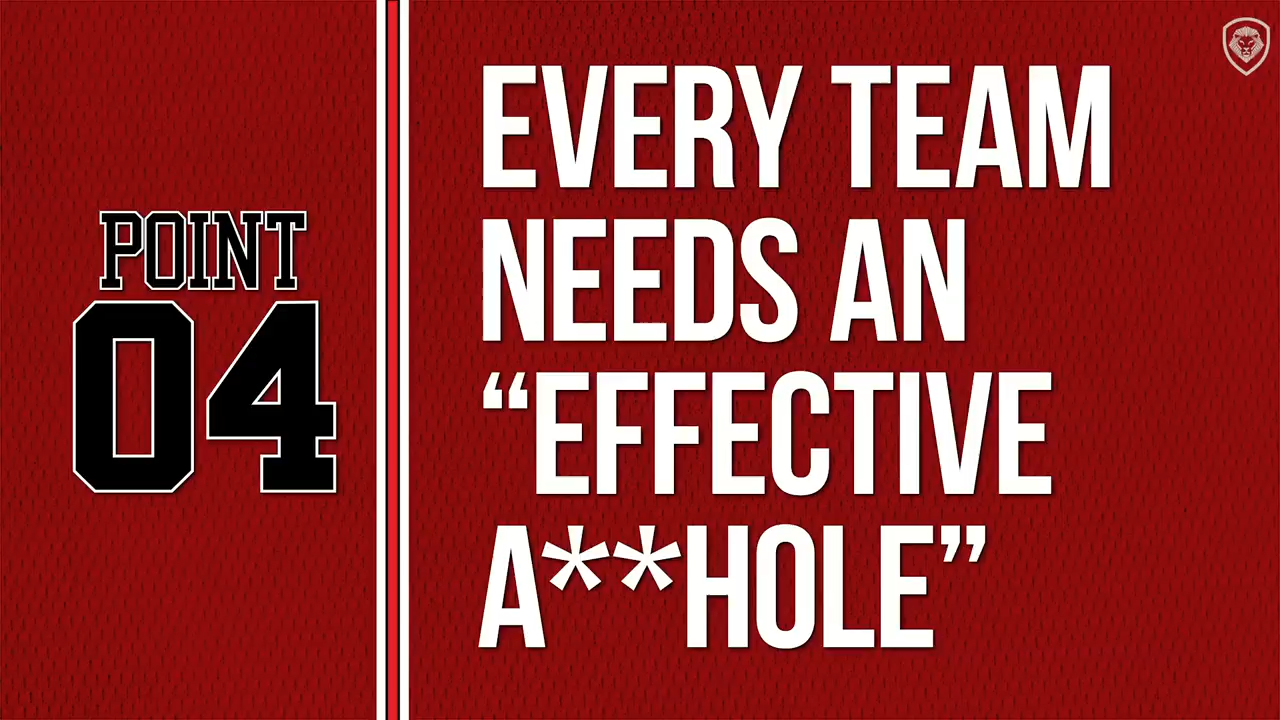 POINT
04
EVERY TEAM
NEEDS AN
“EFFECTIVE
A**HOLE”